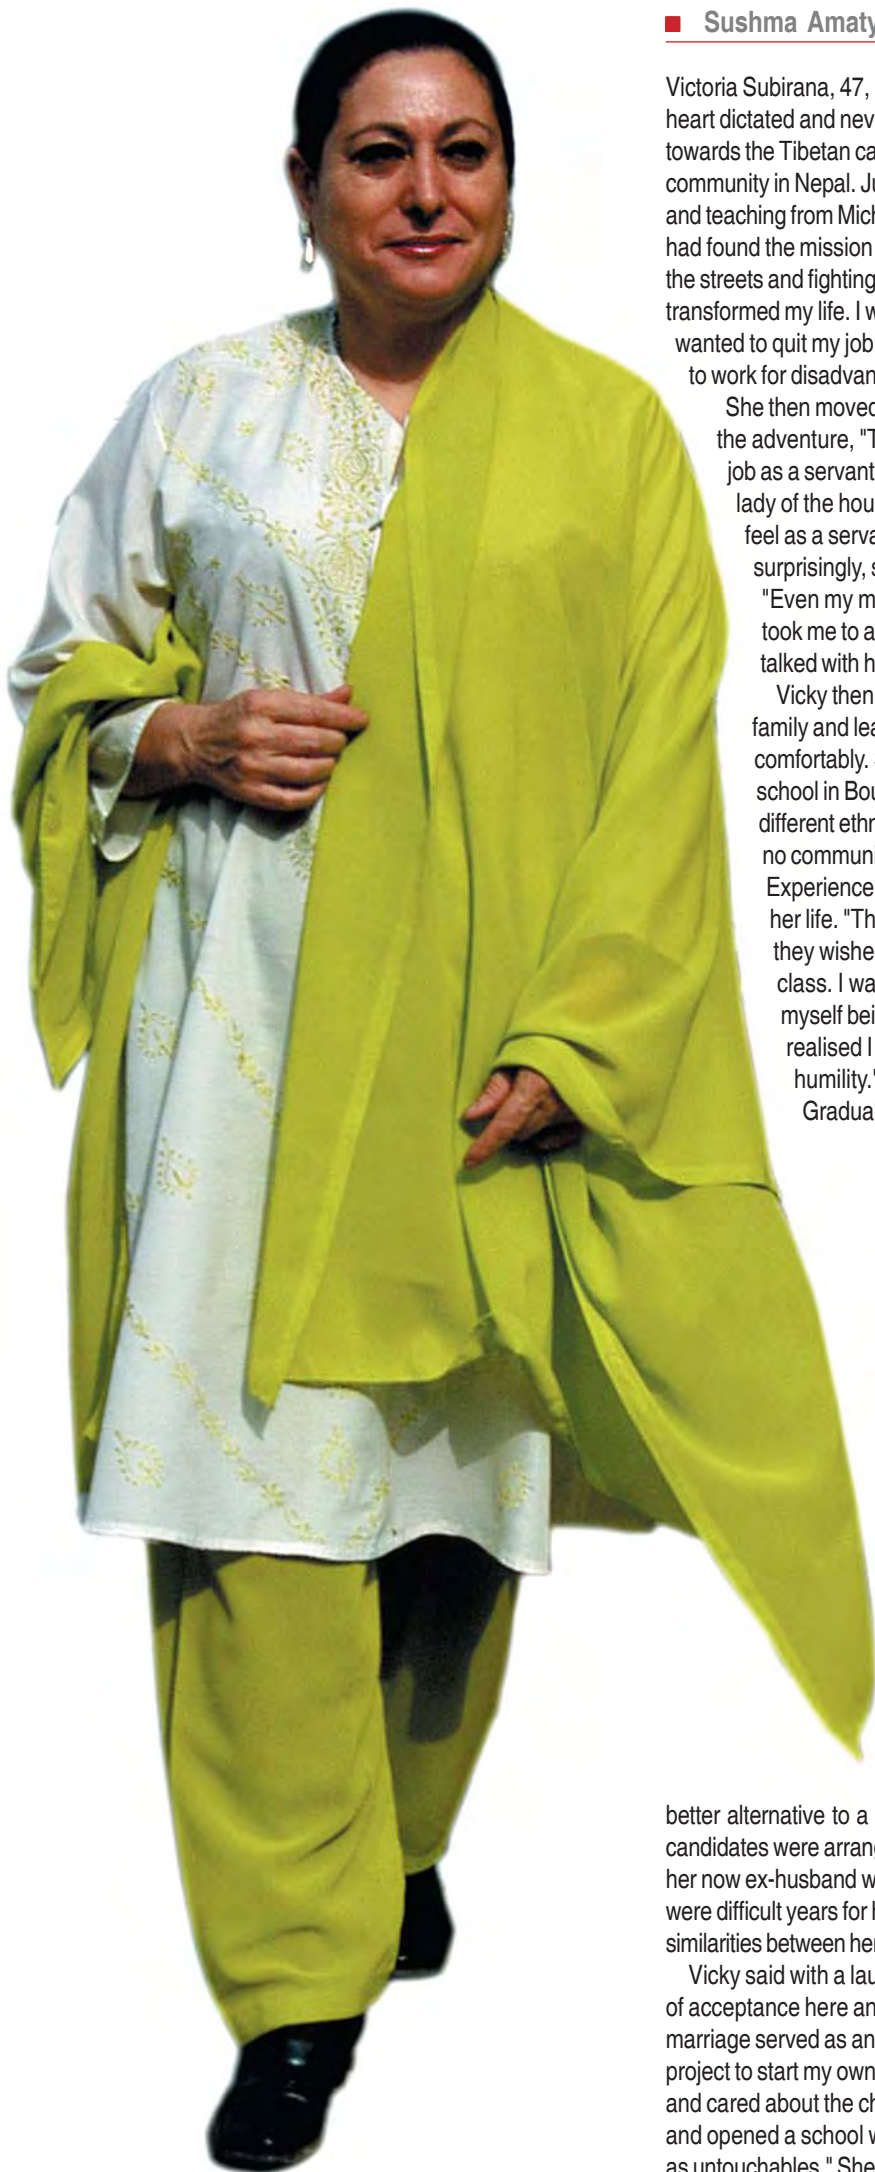 Sushma Amaty
Victoria Subirana, 47,
heart dictated and nev
towards the Tibetan ca
community in Nepal. Ju
and teaching from Mich
had found the mission
the streets and fighting
transformed my life. I w
wanted to quit my job
to work for disadvan
She then moved
the adventure, "T
job as a servant
lady of the hou
feel as a serva
surprisingly, s
"Even my m
took me to a
talked with h
Vicky then
family and lea
comfortably.
school in Bou
different ethn
no communi
Experience
her life. "Th
they wishe
class. I wa
myself bei
realised I
humility."
Gradua
better alternative to a
candidates were arrang
her now ex-husband w
were difficult years for h
similarities between her
Vicky said with a lau
of acceptance here an
marriage served as an
project to start my own
and cared about the ch
and opened a school w
as untouchables." She